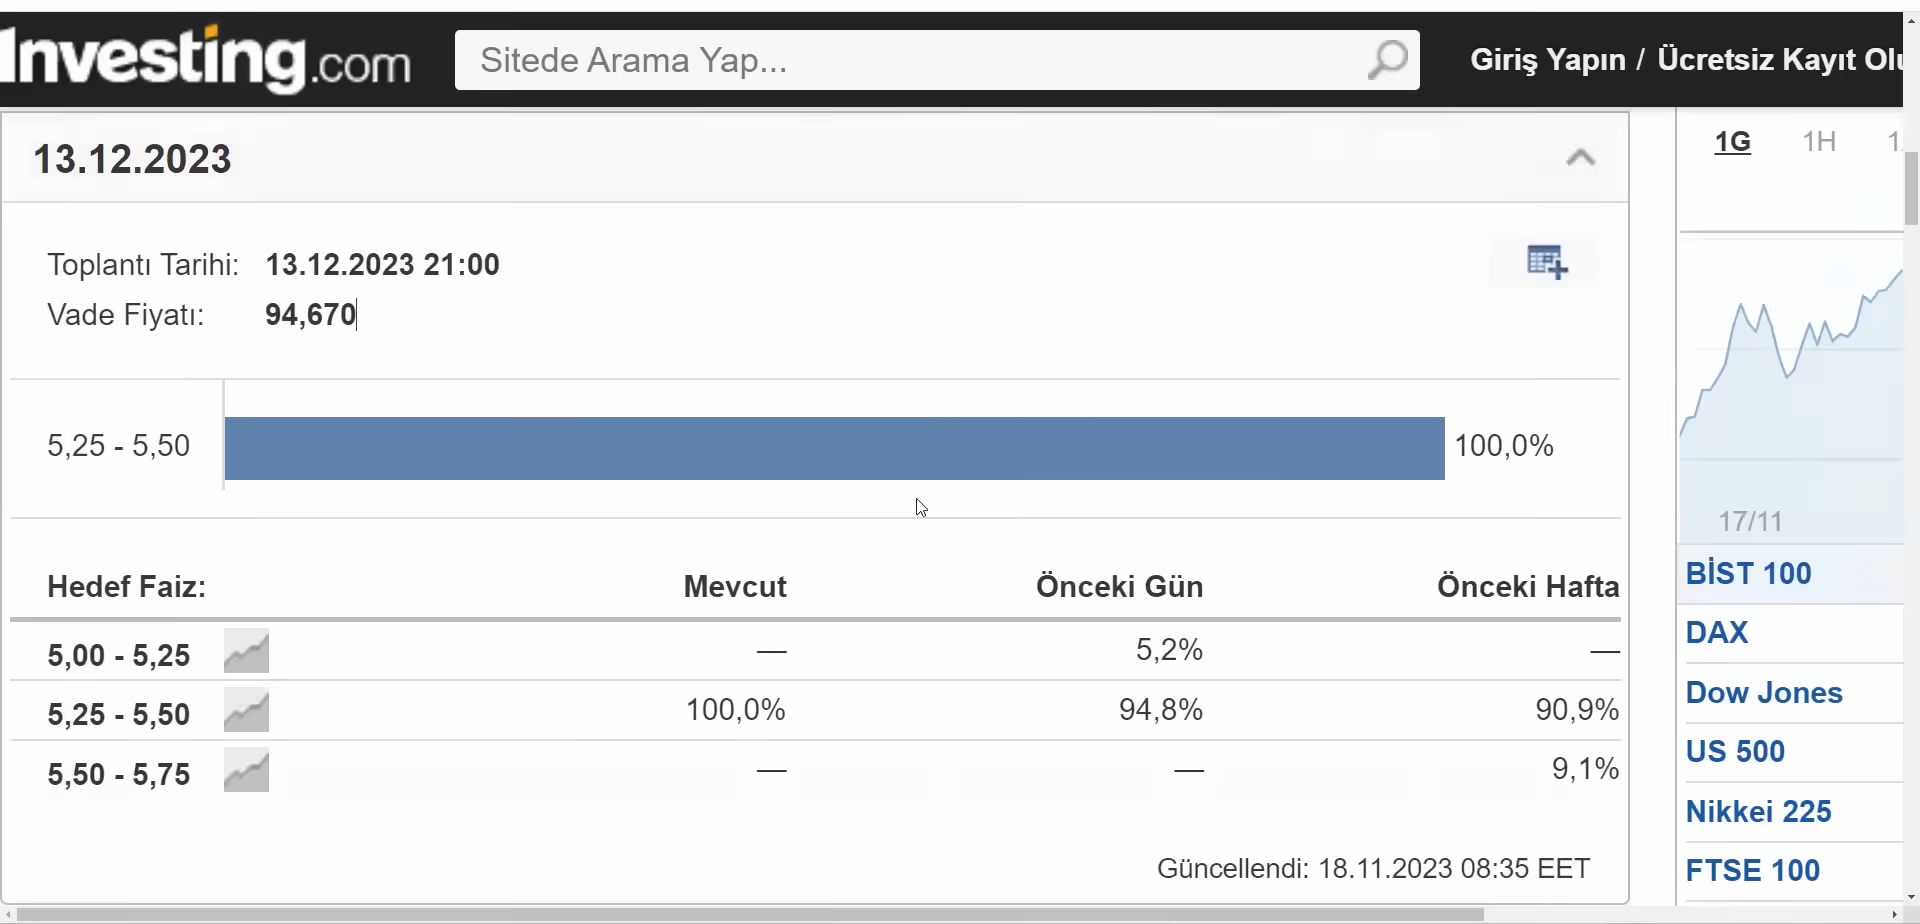 Investing.com
Sitede Arama Yap...
Giriş Yapın / Ücretsiz Kayıt
13.12.2023
Toplantı Tarihi: 13.12.2023 21:00
Vade Fiyatı: 94,670
5,25 - 5,50 100,0%
Hedef Faiz: Mevcut Önceki Gün Önceki Hafta
5,00 - 5,25 — 5,2% —
5,25 - 5,50 100,0% 94,8% 90,9%
5,50 - 5,75 — — 9,1%
Güncellendi: 18.11.2023 08:35 EET
1G 1H
17/11
BİST 100
DAX
Dow Jones
US 500
Nikkei 225
FTSE 100